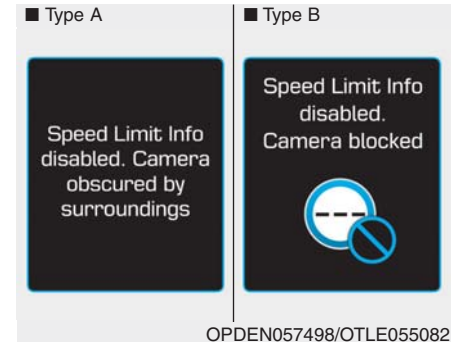 ■ Type A
■ Type B
Speed Limit Info
disabled. Camera
obscured by
surroundings
Speed Limit Info
disabled.
Camera blocked
---
OPDEN057498/OTLE055082